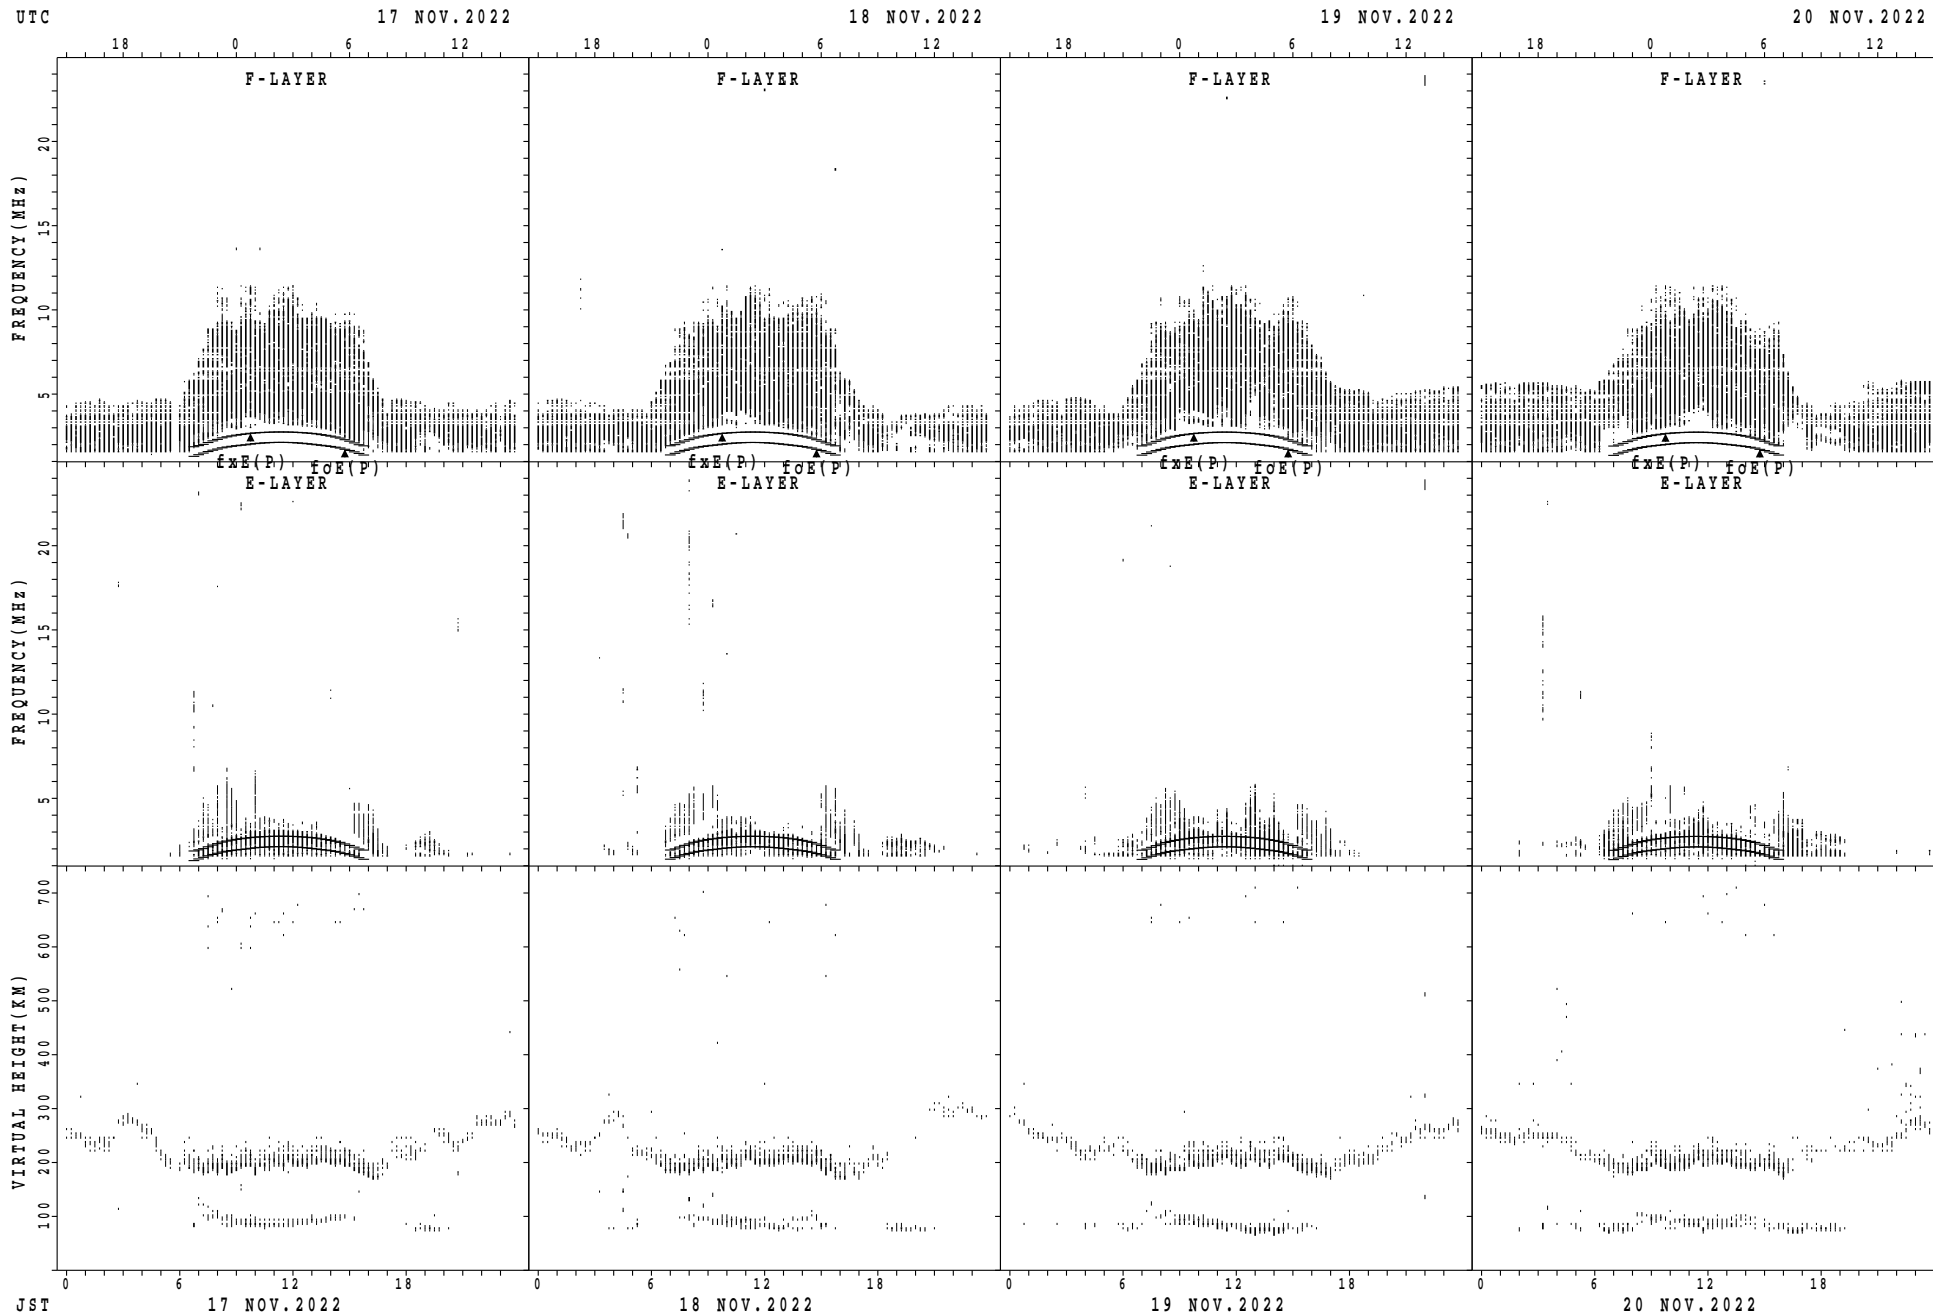 UTC 17 NOV.2022 18 NOV.2022 19 NOV.2022 20 NOV.2022
18 0 6 12 18 0 6 12 18 0 6 12 18 0 6 12
F-LAYER F-LAYER F-LAYER F-LAYER
FREQUENCY(MHz)
20
15
10
5
fxE(P) foE(P) fxE(P) foE(P) fxE(P) foE(P) fxE(P) foE(P)
E-LAYER E-LAYER E-LAYER E-LAYER
FREQUENCY(MHz)
20
15
10
5
VIRTUAL HEIGHT(KM)
700
600
500
400
300
200
100
0 6 12 18 0 6 12 18 0 6 12 18 0 6 12 18
JST 17 NOV.2022 18 NOV.2022 19 NOV.2022 20 NOV.2022